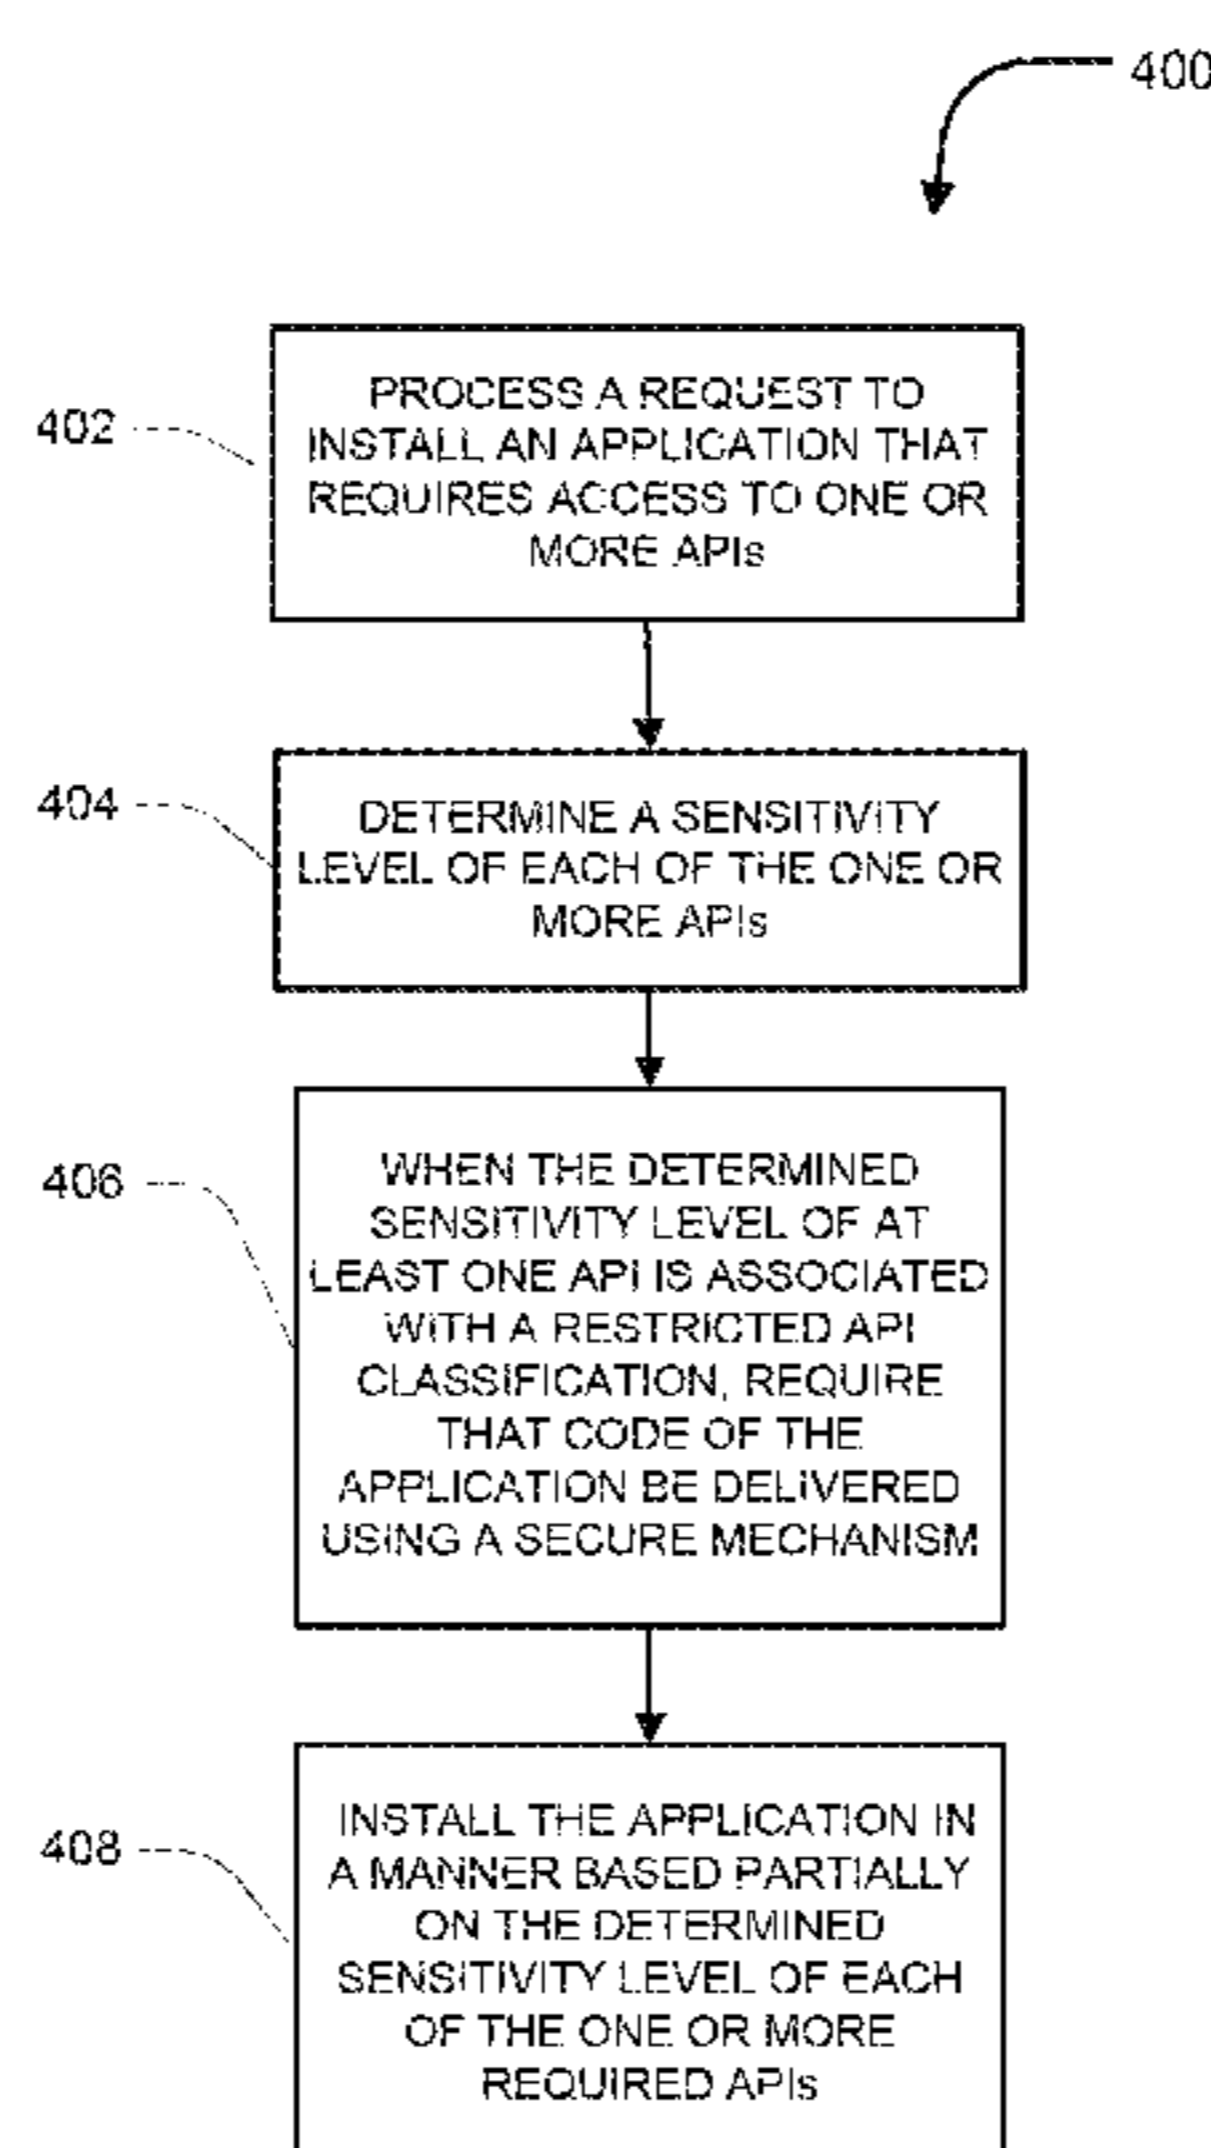 400
402
PROCESS A REQUEST TO
INSTALL AN APPLICATION THAT
REQUIRES ACCESS TO ONE OR
MORE APIs
404
DETERMINE A SENSITIVITY
LEVEL OF EACH OF THE ONE OR
MORE APIs
406
WHEN THE DETERMINED
SENSITIVITY LEVEL OF AT
LEAST ONE API IS ASSOCIATED
WITH A RESTRICTED API
CLASSIFICATION, REQUIRE
THAT CODE OF THE
APPLICATION BE DELIVERED
USING A SECURE MECHANISM
408
INSTALL THE APPLICATION IN
A MANNER BASED PARTIALLY
ON THE DETERMINED
SENSITIVITY LEVEL OF EACH
OF THE ONE OR MORE
REQUIRED APIs